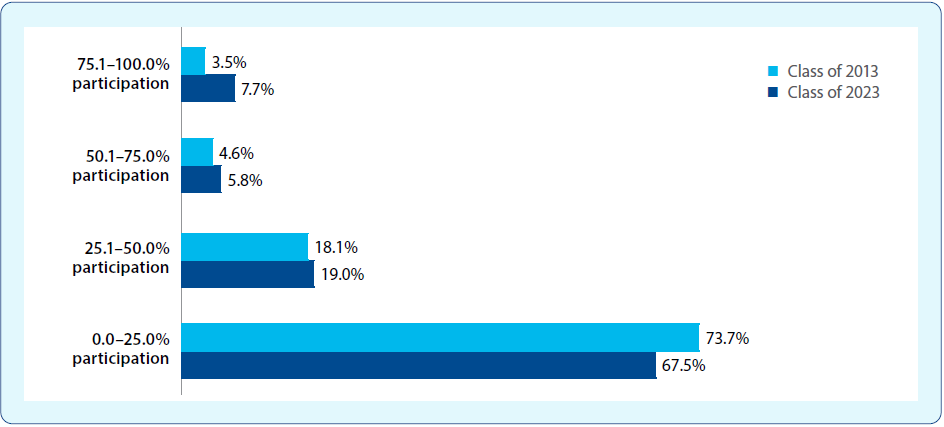 75.1–100.0%
participation
3.5%
7.7%
Class of 2013
Class of 2023
50.1–75.0%
participation
4.6%
5.8%
25.1–50.0%
participation
18.1%
19.0%
0.0–25.0%
participation
73.7%
67.5%